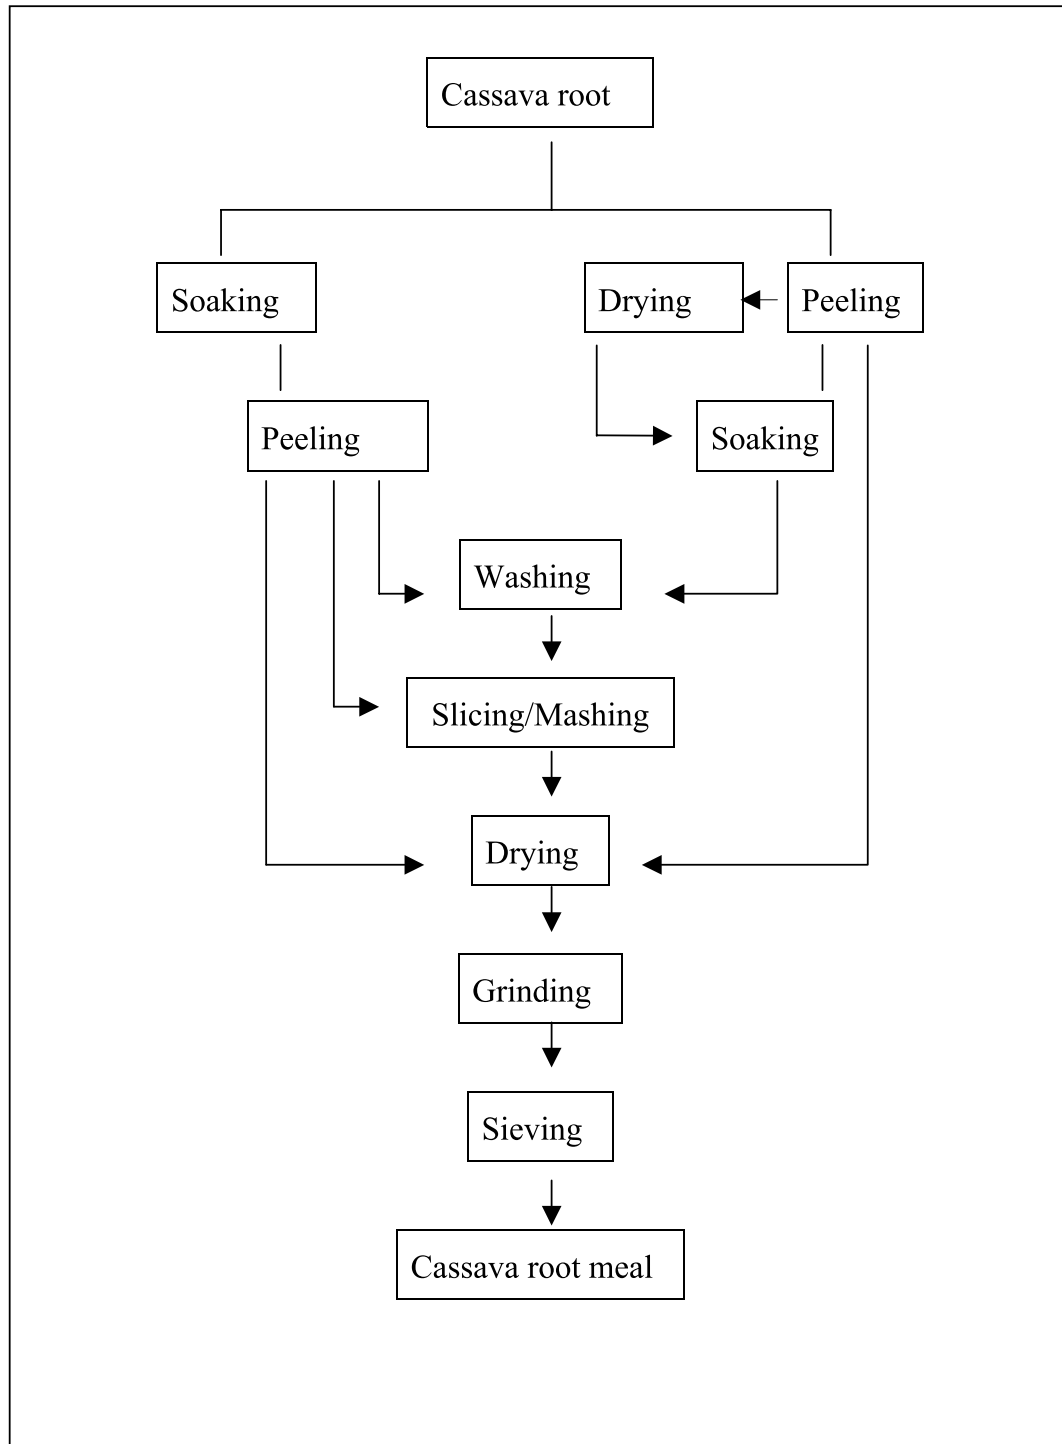 Cassava root
Soaking
Drying
Peeling
Peeling
Soaking
Washing
Slicing/Mashing
Drying
Grinding
Sieving
Cassava root meal